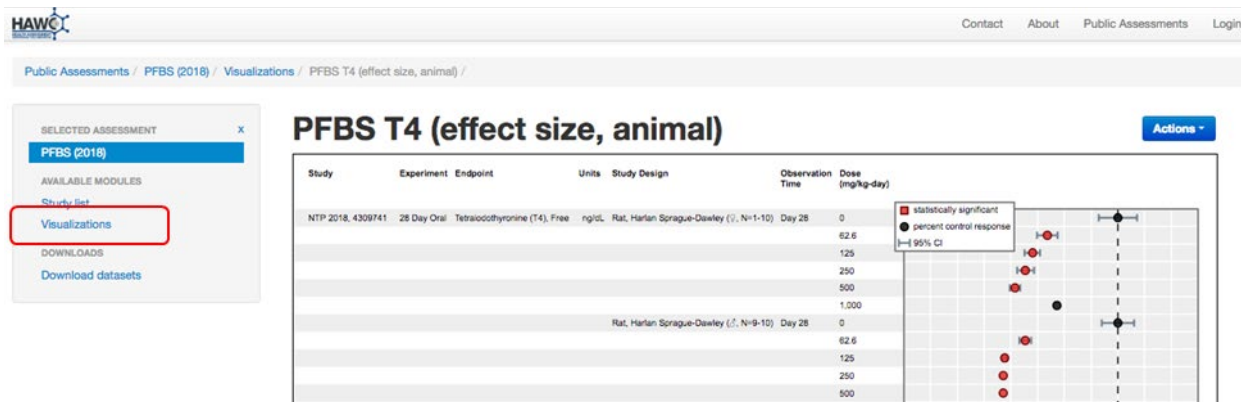 HAWC
Contact About Public Assessments Login
Public Assessments / PFBS (2018) / Visualizations / PFBS T4 (effect size, animal) /
SELECTED ASSESSMENT x
PFBS (2018)
AVAILABLE MODULES
Study list
Visualizations
DOWNLOADS
Download datasets
PFBS T4 (effect size, animal)
Actions
Study Experiment Endpoint Units Study Design Observation Time Dose (mg/kg-day)
NTP 2018, 4309741 28 Day Oral Tetraiodothyronine (T4), Free ng/dL Rat, Harlan Sprague-Dawley (♀, N=1-10) Day 28 0
62.6
125
250
500
1,000
Rat, Harlan Sprague-Dawley (♂, N=9-10) Day 28 0
62.6
125
250
500
statistically significant
percent control response
95% CI